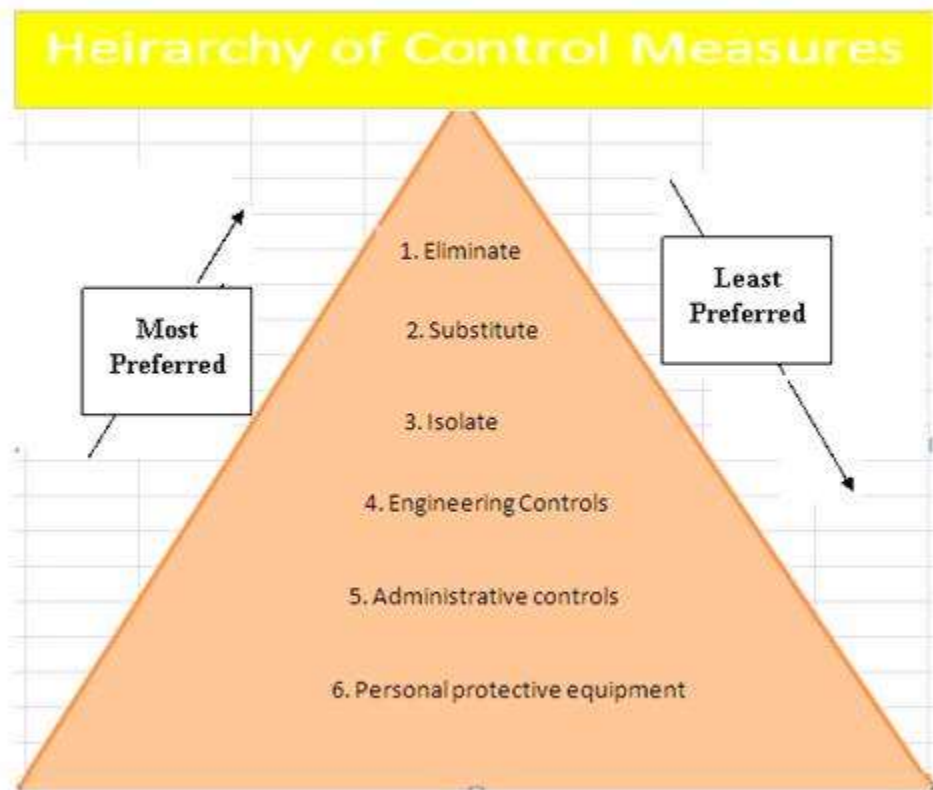 Heirarchy of Control Measures
1. Eliminate
Least
Preferred
Most
Preferred
2. Substitute
3. Isolate
4. Engineering Controls
5. Administrative controls
6. Personal protective equipment